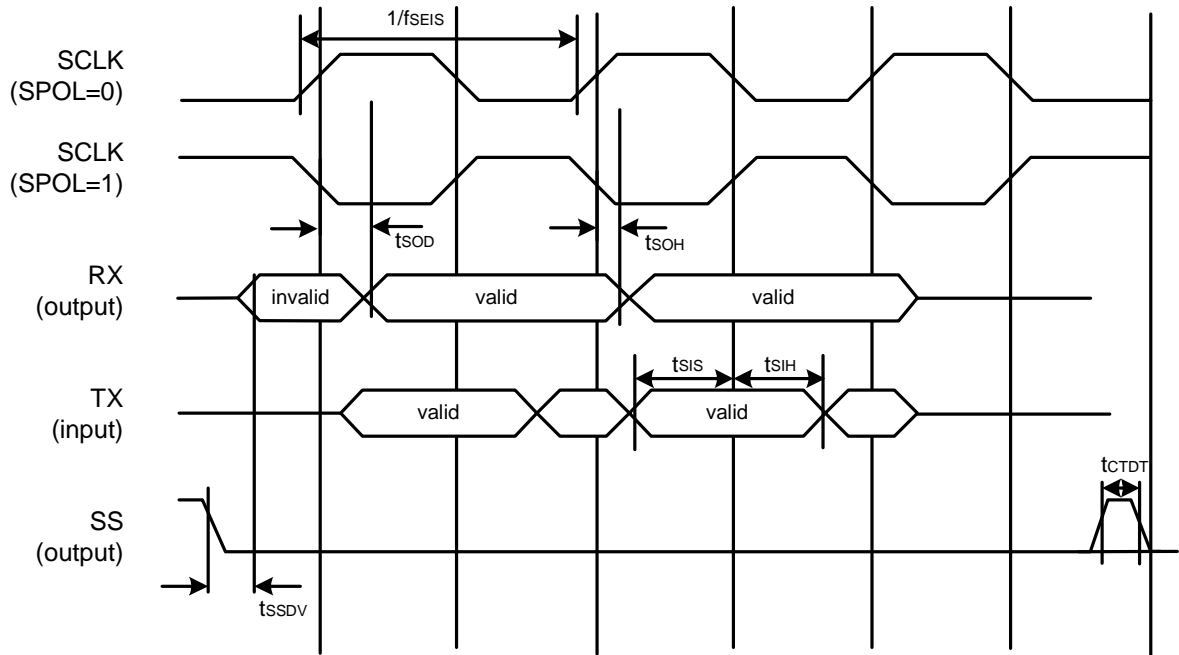 1/fSEIS
SCLK
(SPOL=0)
SCLK
(SPOL=1)
tSOD
tSOH
RX
(output)
invalid
valid
valid
tSIS
tSIH
TX
(input)
valid
valid
tCTDT
SS
(output)
tSSDV